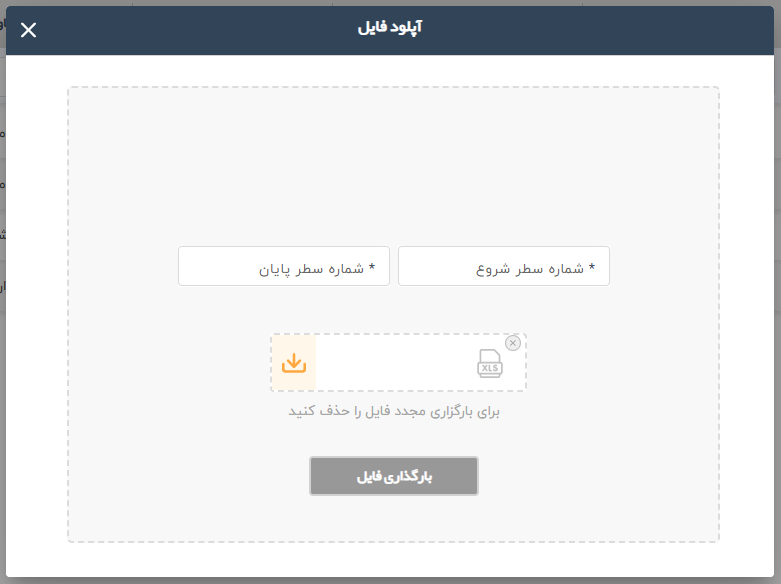 آپلود فایل
* شماره سطر شروع
* شماره سطر پایان
XLS
برای بارگزاری مجدد فایل را حذف کنید
بارگذاری فایل